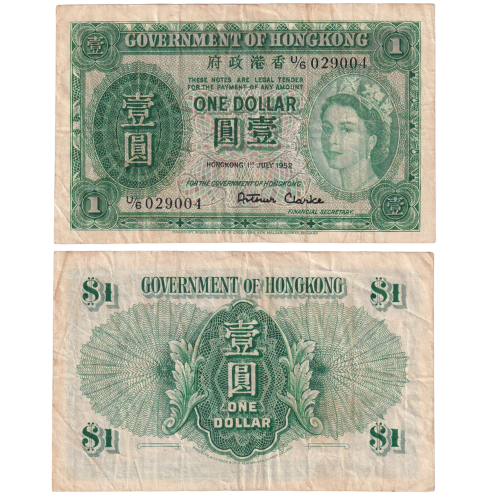 壹 GOVERNMENT OF HONGKONG 1
府政港香 U/6 029004
THESE NOTES ARE LEGAL TENDER
FOR THE PAYMENT OF ANY AMOUNT
ONE DOLLAR
壹圓
圓壹
HONGKONG 1ST JULY 1952
FOR THE GOVERNMENT OF HONGKONG
1 U/6 029004 Arthur Clarke 壹
FINANCIAL SECRETARY.
$1 GOVERNMENT OF HONGKONG $1
壹
圓
ONE
DOLLAR
$1 $1